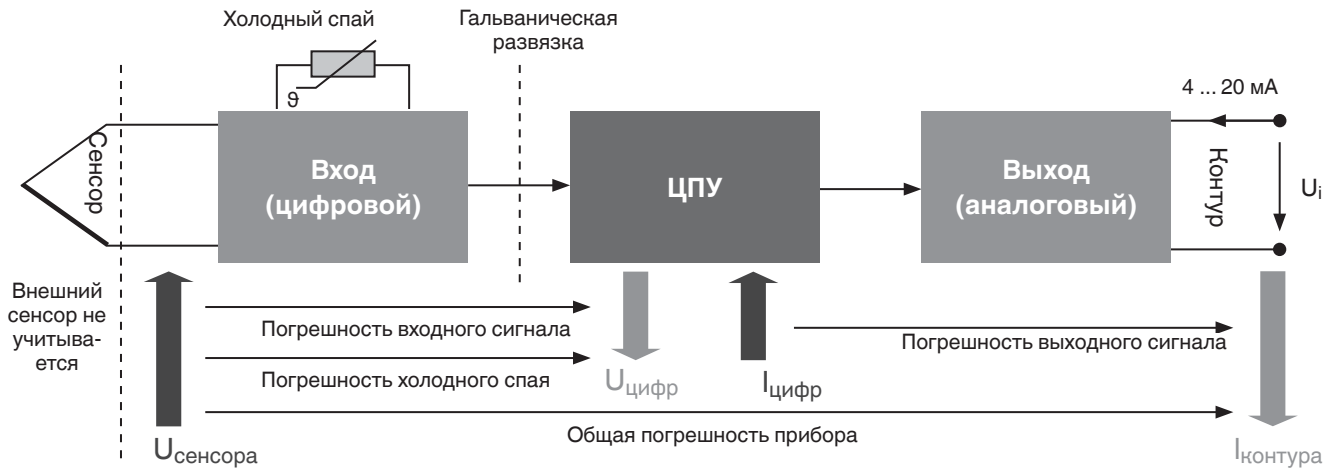 Холодный спай
Гальваническая
развязка
4 ... 20 мА
ϑ
Сенсор
Вход
(цифровой)
ЦПУ
Выход
(аналоговый)
Контур
Ui
Внешний
сенсор не
учитыва-
ется
Погрешность входного сигнала
Погрешность выходного сигнала
Погрешность холодного спая
Uцифр
Iцифр
Общая погрешность прибора
Uсенсора
Iконтура